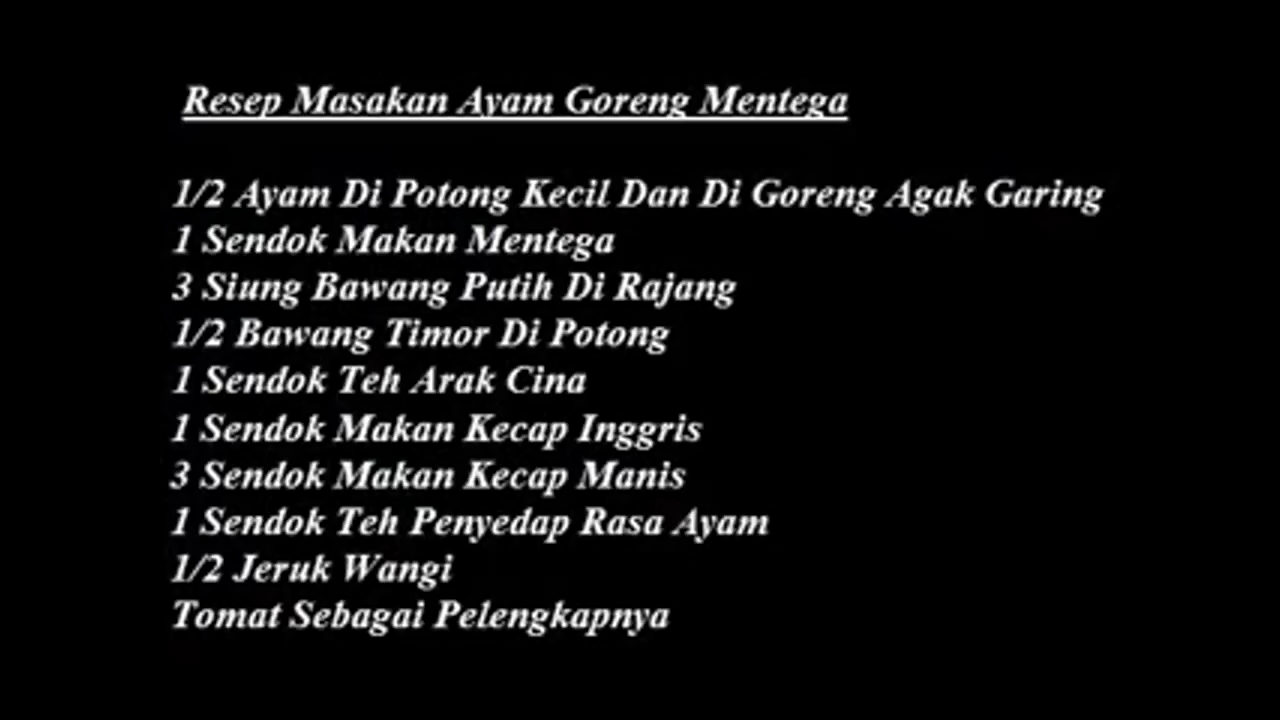 Resep Masakan Ayam Goreng Mentega
1/2 Ayam Di Potong Kecil Dan Di Goreng Agak Garing
1 Sendok Makan Mentega
3 Siung Bawang Putih Di Rajang
1/2 Bawang Timor Di Potong
1 Sendok Teh Arak Cina
1 Sendok Makan Kecap Inggris
3 Sendok Makan Kecap Manis
1 Sendok Teh Penyedap Rasa Ayam
1/2 Jeruk Wangi
Tomat Sebagai Pelengkapnya